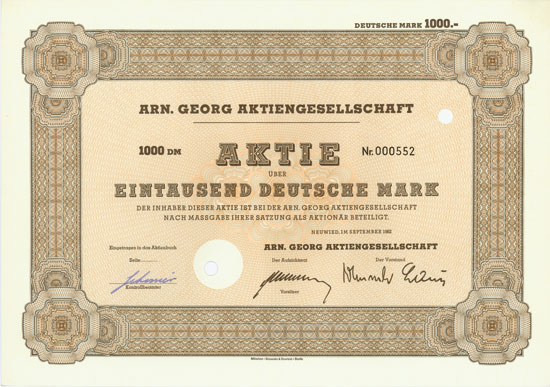 DEUTSCHE MARK 1000.-
ARN. GEORG AKTIENGESELLSCHAFT
1000 DM AKTIE Nr. 000552
ÜBER
EINTAUSEND DEUTSCHE MARK
DER INHABER DIESER AKTIE IST BEI DER ARN. GEORG AKTIENGESELLSCHAFT
NACH MASSGABE IHRER SATZUNG ALS AKTIONÄR BETEILIGT.
NEUWIED, IM SEPTEMBER 1962
Eingetragen in das Aktienbuch ARN. GEORG AKTIENGESELLSCHAFT
Seite Der Aufsichtsrat Der Vorstand
Kontrollbeamter Vorsitzer